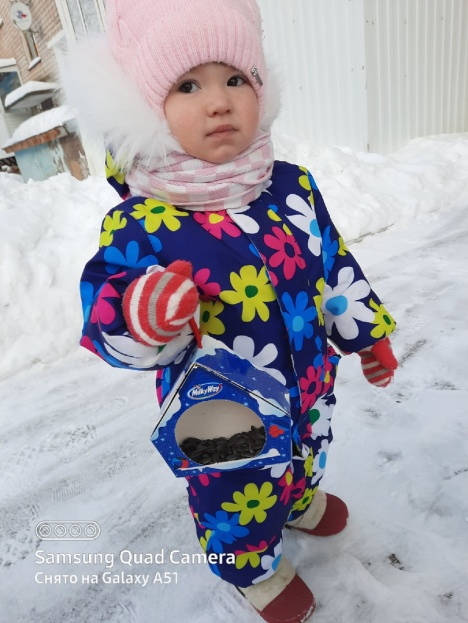 MilkyWay
Samsung Quad Camera
Снято на Galaxy A51